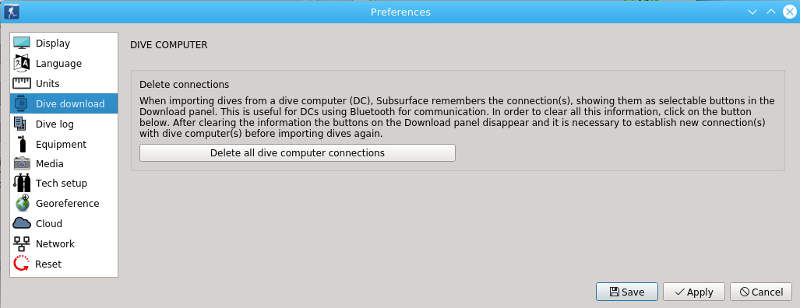 Preferences
Display
Language
Units
Dive download
Dive log
Equipment
Media
Tech setup
Georeference
Cloud
Network
Reset
DIVE COMPUTER
Delete connections
When importing dives from a dive computer (DC), Subsurface remembers the connection(s), showing them as selectable buttons in the
Download panel. This is useful for DCs using Bluetooth for communication. In order to clear all this information, click on the button
below. After clearing the information the buttons on the Download panel disappear and it is necessary to establish new connection(s)
with dive computer(s) before importing dives again.
Delete all dive computer connections
Save
Apply
Cancel